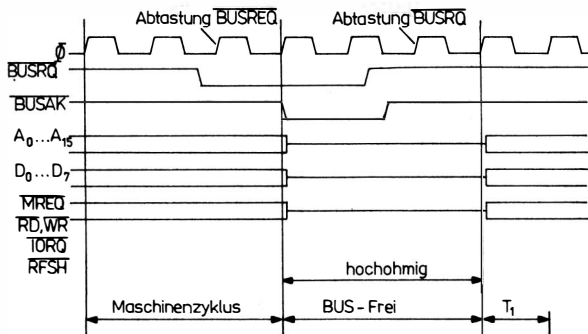 Abtastung BUSREQ
Abtastung BUSRQ
Φ
BUSRQ
BUSAK
A0...A15
D0...D7
MREQ
RD,WR
IORQ
RFSH
hochohmig
Maschinenzyklus
BUS-Frei
T1